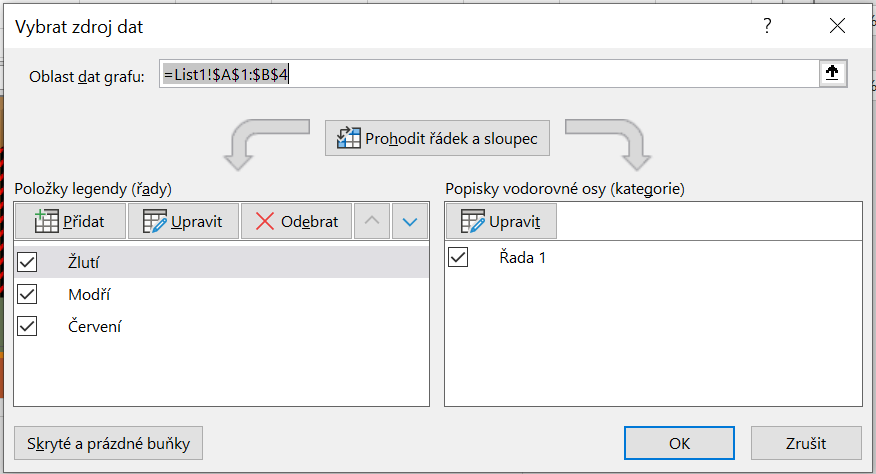 Vybrat zdroj dat
?
Oblast dat grafu:
=List1!$A$1:$B$4
Prohodit řádek a sloupec
Položky legendy (řady)
Popisky vodorovné osy (kategorie)
Přidat
Upravit
Odebrat
Upravit
Žlutí
Řada 1
Modří
Červení
Skryté a prázdné buňky
OK
Zrušit